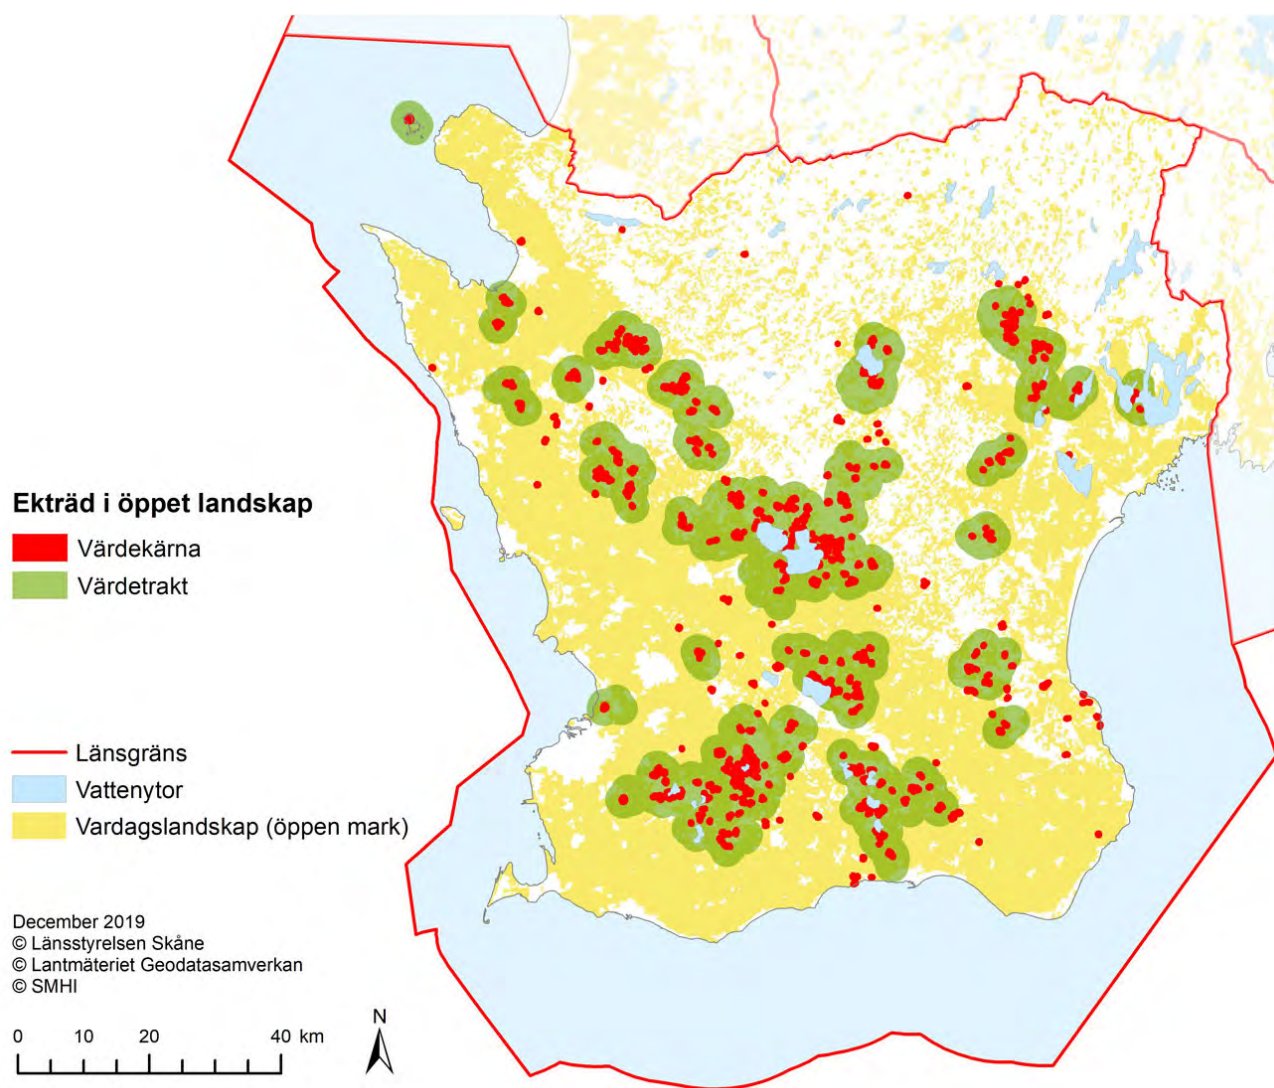 Ekträd i öppet landskap
Värdekärna
Värdetrakt
Länsgräns
Vattenytor
Vardagslandskap (öppen mark)
December 2019
© Länsstyrelsen Skåne
© Lantmäteriet Geodatasamverkan
© SMHI
0 10 20 40 km
N